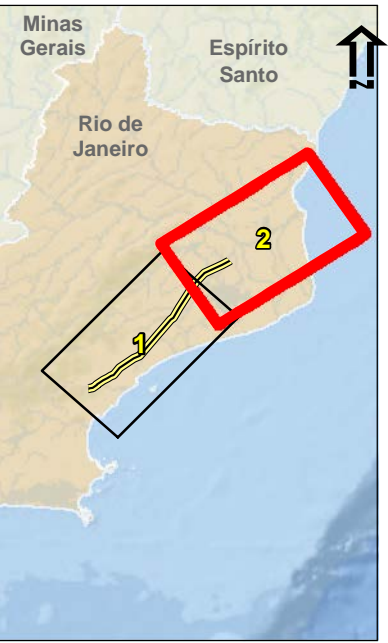 Minas
Gerais
Espírito
Santo
N
Rio de
Janeiro
2
1